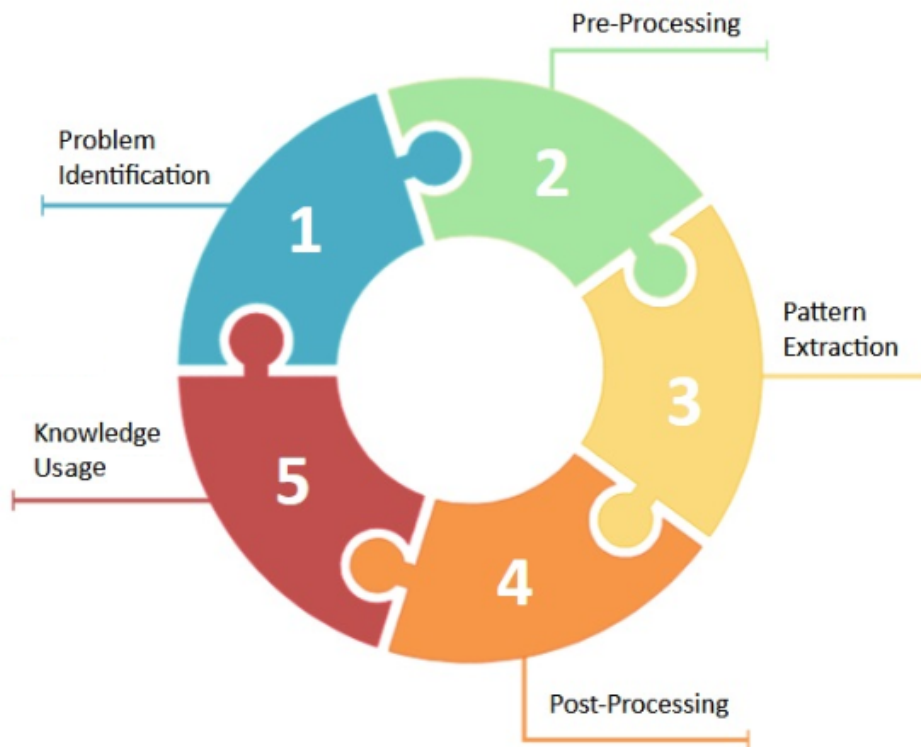 Pre-Processing
2
Problem
Identification
1
Pattern
Extraction
3
Knowledge
Usage
5
4
Post-Processing